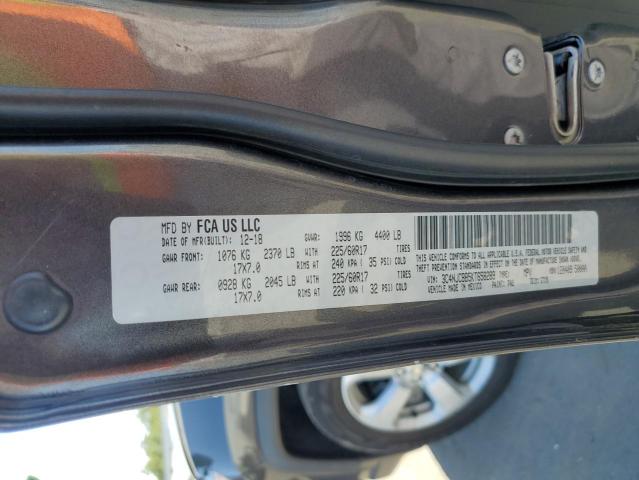 MFD BY FCA US LLC
DATE OF MFR(BUILT): 12-18 GVWR: 1996 KG 4400 LB
GAWR FRONT: 1076 KG 2370 LB WITH 225/60R17 TIRES
17X7.0 RIMS AT 240 KPA ( 35 PSI) COLD
GAWR REAR: 0928 KG 2045 LB WITH 225/60R17 TIRES
17X7.0 RIMS AT 220 KPA ( 32 PSI) COLD
THIS VEHICLE CONFORMS TO ALL APPLICABLE U.S.A. FEDERAL MOTOR VEHICLE SAFETY
AND THEFT PREVENTION STANDARDS IN EFFECT ON THE DATE OF MANUFACTURE SHOWN ABOVE.
VIN: TYPE: MPV MDH:
VEHICLE MADE IN MEXICO PAINT: